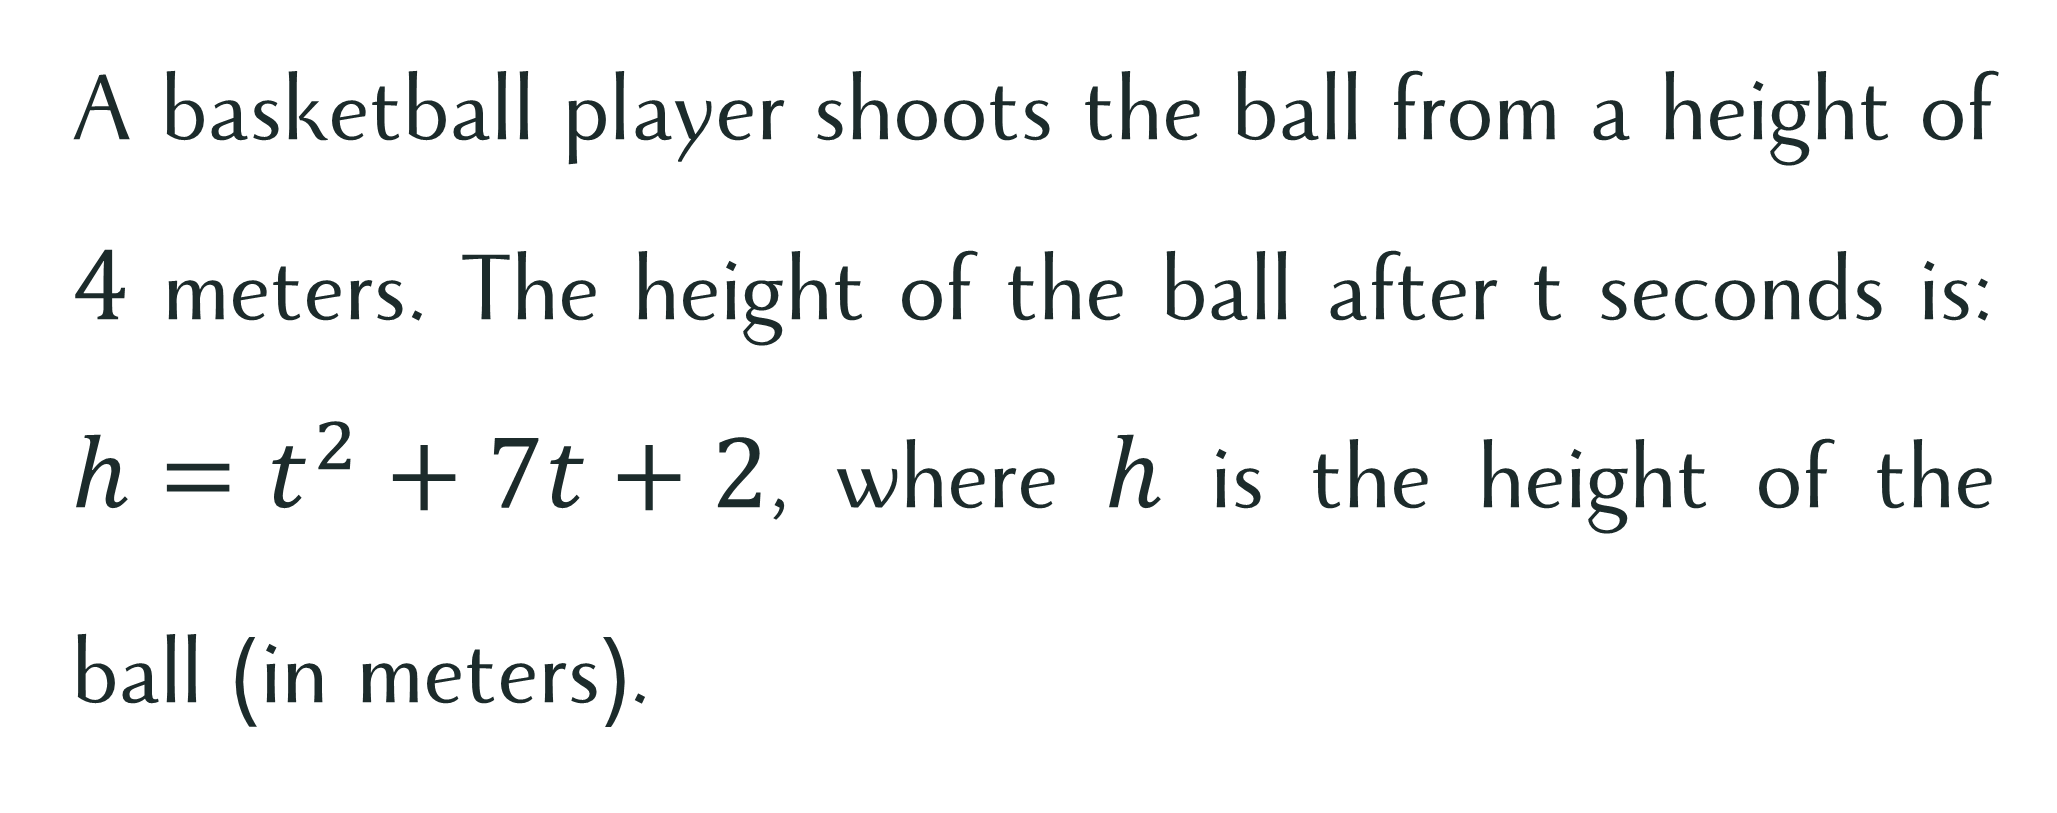 A basketball player shoots the ball from a height of
4 meters. The height of the ball after t seconds is:
h = t² + 7t + 2, where h is the height of the
ball (in meters).